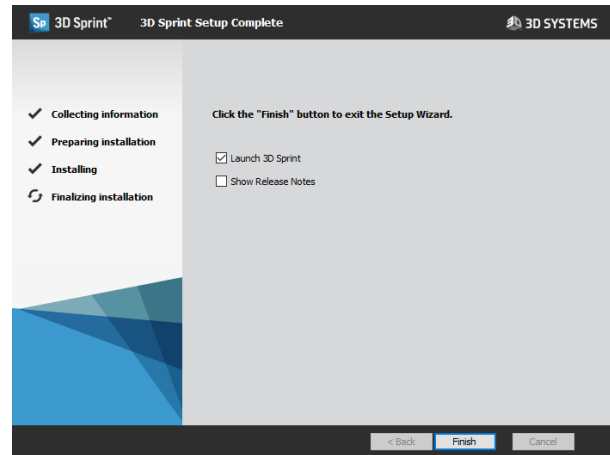 Sp 3D Sprint™ 3D Sprint Setup Complete 3D SYSTEMS
Collecting information
Preparing installation
Installing
Finalizing installation
Click the "Finish" button to exit the Setup Wizard.
Launch 3D Sprint
Show Release Notes
< Back Finish Cancel